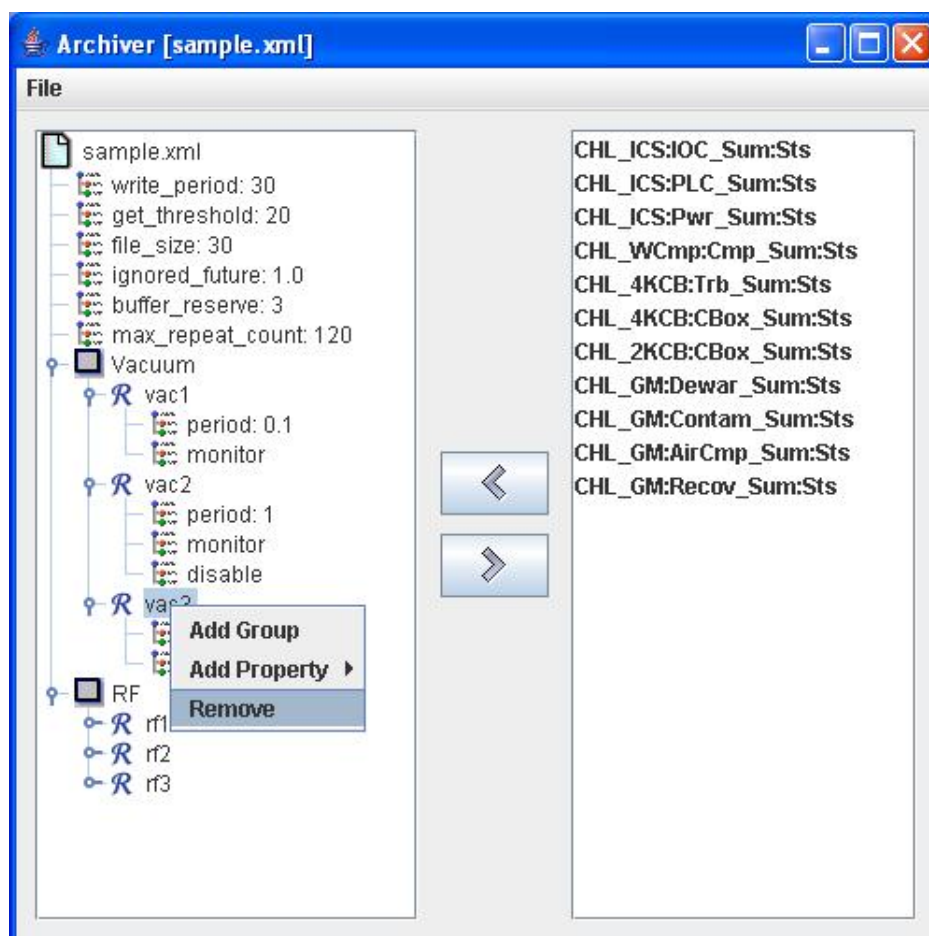 Archiver [sample.xml]
File
sample.xml
write_period: 30
get_threshold: 20
file_size: 30
ignored_future: 1.0
buffer_reserve: 3
max_repeat_count: 120
Vacuum
R vac1
period: 0.1
monitor
R vac2
period: 1
monitor
disable
R vac3
Add Group
Add Property
Remove
RF
R rf1
R rf2
R rf3
CHL_ICS:IOC_Sum:Sts
CHL_ICS:PLC_Sum:Sts
CHL_ICS:Pwr_Sum:Sts
CHL_WCmp:Cmp_Sum:Sts
CHL_4KCB:Trb_Sum:Sts
CHL_4KCB:CBox_Sum:Sts
CHL_2KCB:CBox_Sum:Sts
CHL_GM:Dewar_Sum:Sts
CHL_GM:Contam_Sum:Sts
CHL_GM:AirCmp_Sum:Sts
CHL_GM:Recov_Sum:Sts